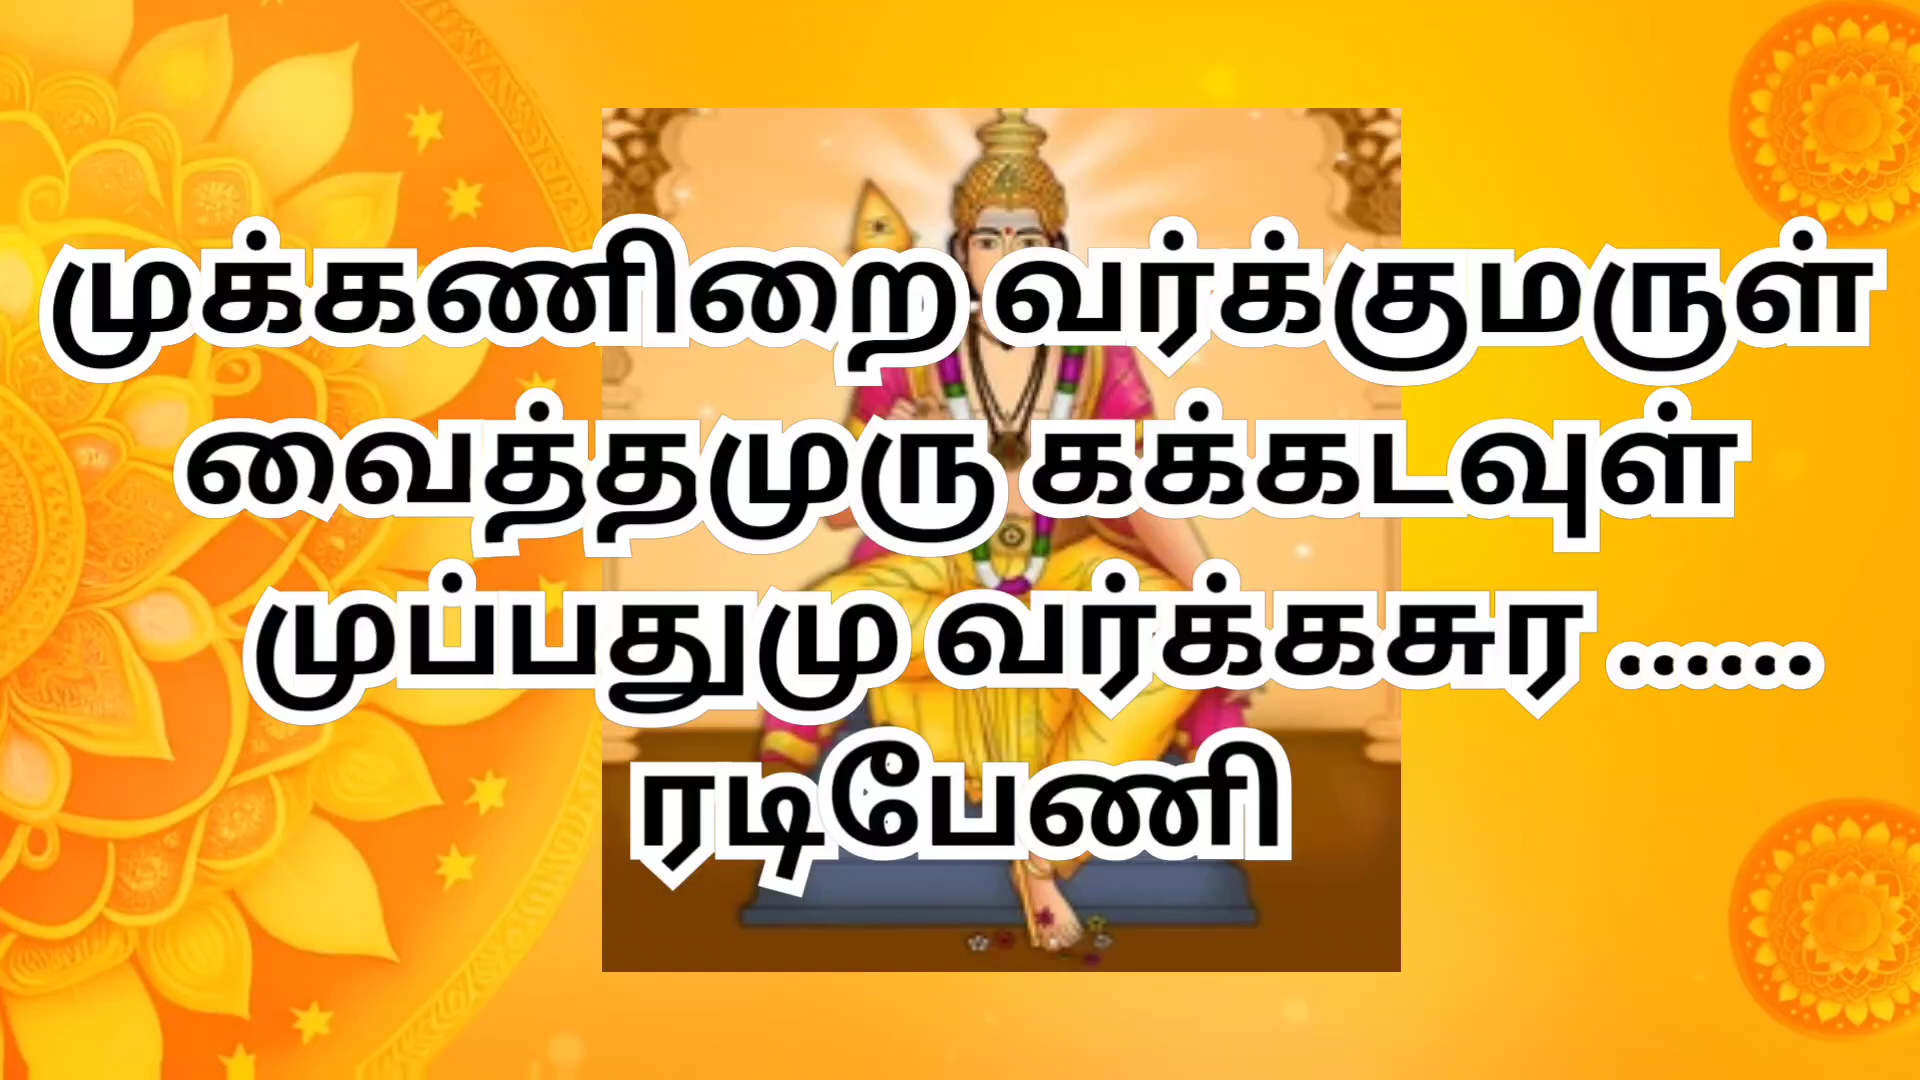 முக்கணிறை வர்க்குமருள்
வைத்தமுரு கக்கடவுள்
முப்பதுமு வர்க்கசுர ......
ரடிபேணி